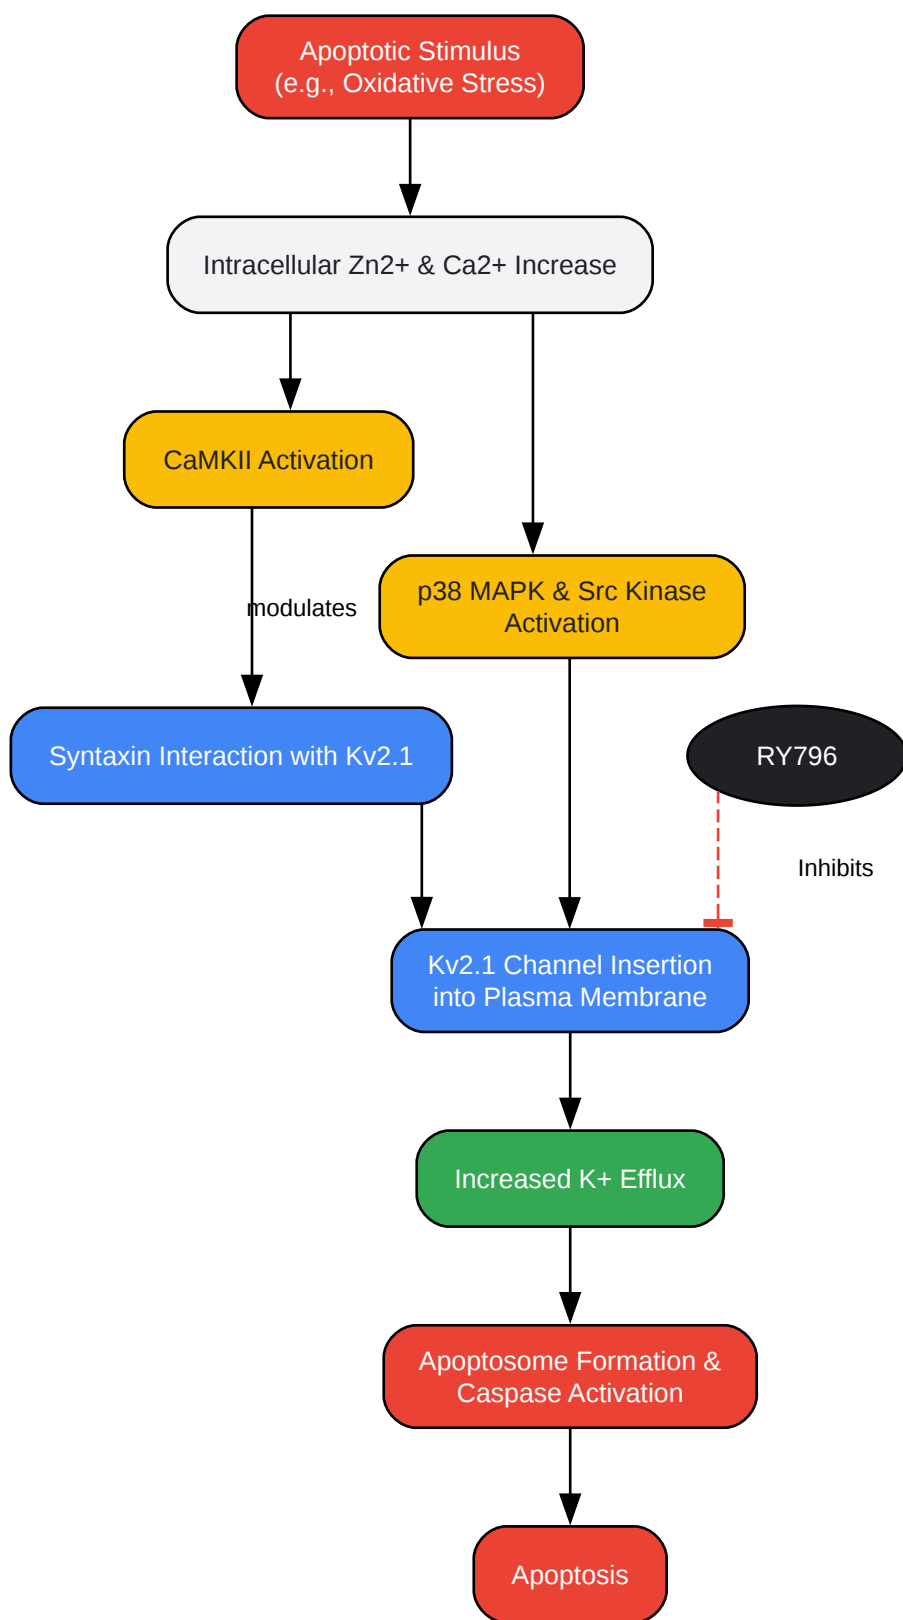 Apoptotic Stimulus
(e.g., Oxidative Stress)
Intracellular Zn2+ & Ca2+ Increase
CaMKII Activation
modulates
p38 MAPK & Src Kinase
Activation
Syntaxin Interaction with Kv2.1
RY796
Inhibits
Kv2.1 Channel Insertion
into Plasma Membrane
Increased K+ Efflux
Apoptosome Formation &
Caspase Activation
Apoptosis